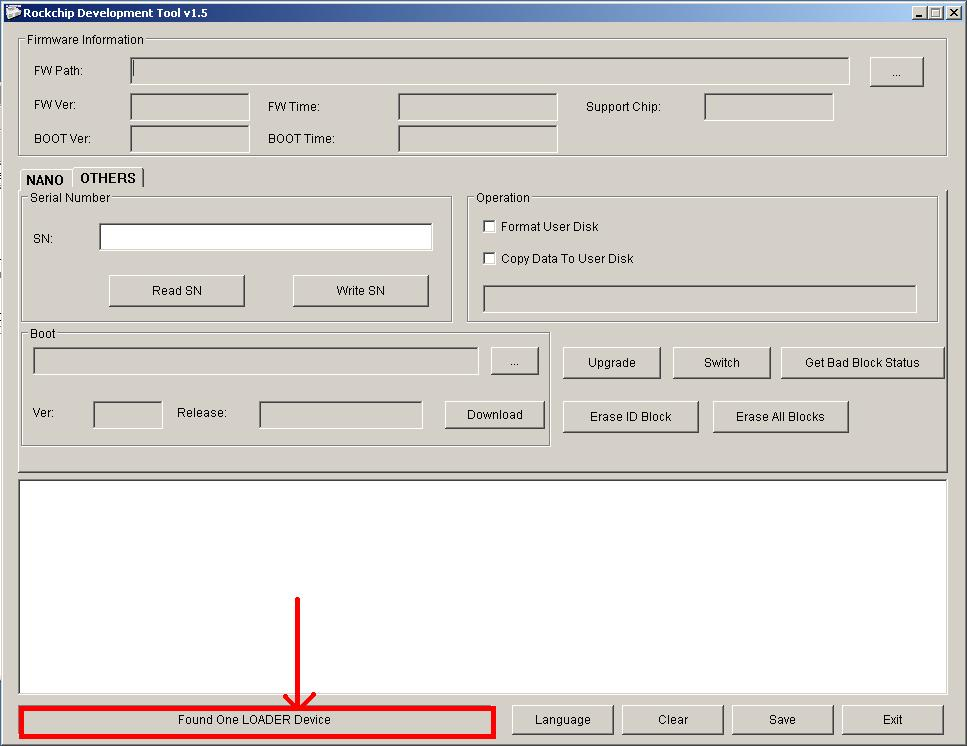 Rockchip Development Tool v1.5
Firmware Information
FW Path:
...
FW Ver:
FW Time:
Support Chip:
BOOT Ver:
BOOT Time:
NANO
OTHERS
Serial Number
SN:
Read SN
Write SN
Operation
Format User Disk
Copy Data To User Disk
Boot
...
Ver:
Release:
Download
Upgrade
Switch
Get Bad Block Status
Erase ID Block
Erase All Blocks
Found One LOADER Device
Language
Clear
Save
Exit